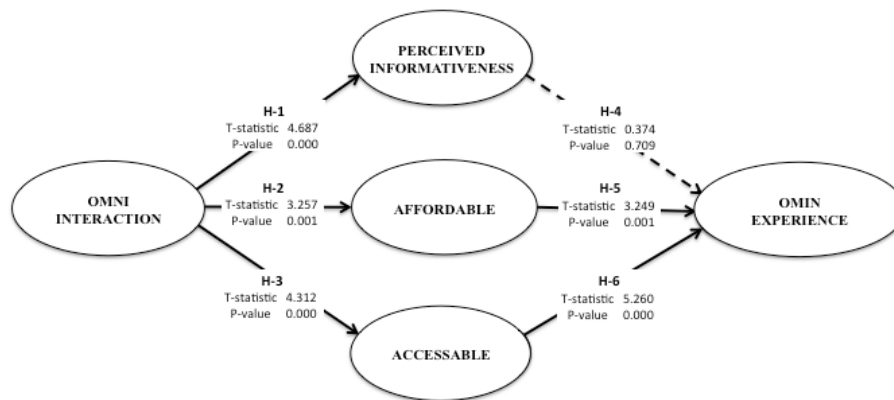 PERCEIVED
INFORMATIVENESS
H-1
T-statistic 4.687
P-value 0.000
H-4
T-statistic 0.374
P-value 0.709
OMNI
INTERACTION
H-2
T-statistic 3.257
P-value 0.001
AFFORDABLE
H-5
T-statistic 3.249
P-value 0.001
OMIN
EXPERIENCE
H-3
T-statistic 4.312
P-value 0.000
H-6
T-statistic 5.260
P-value 0.000
ACCESSABLE